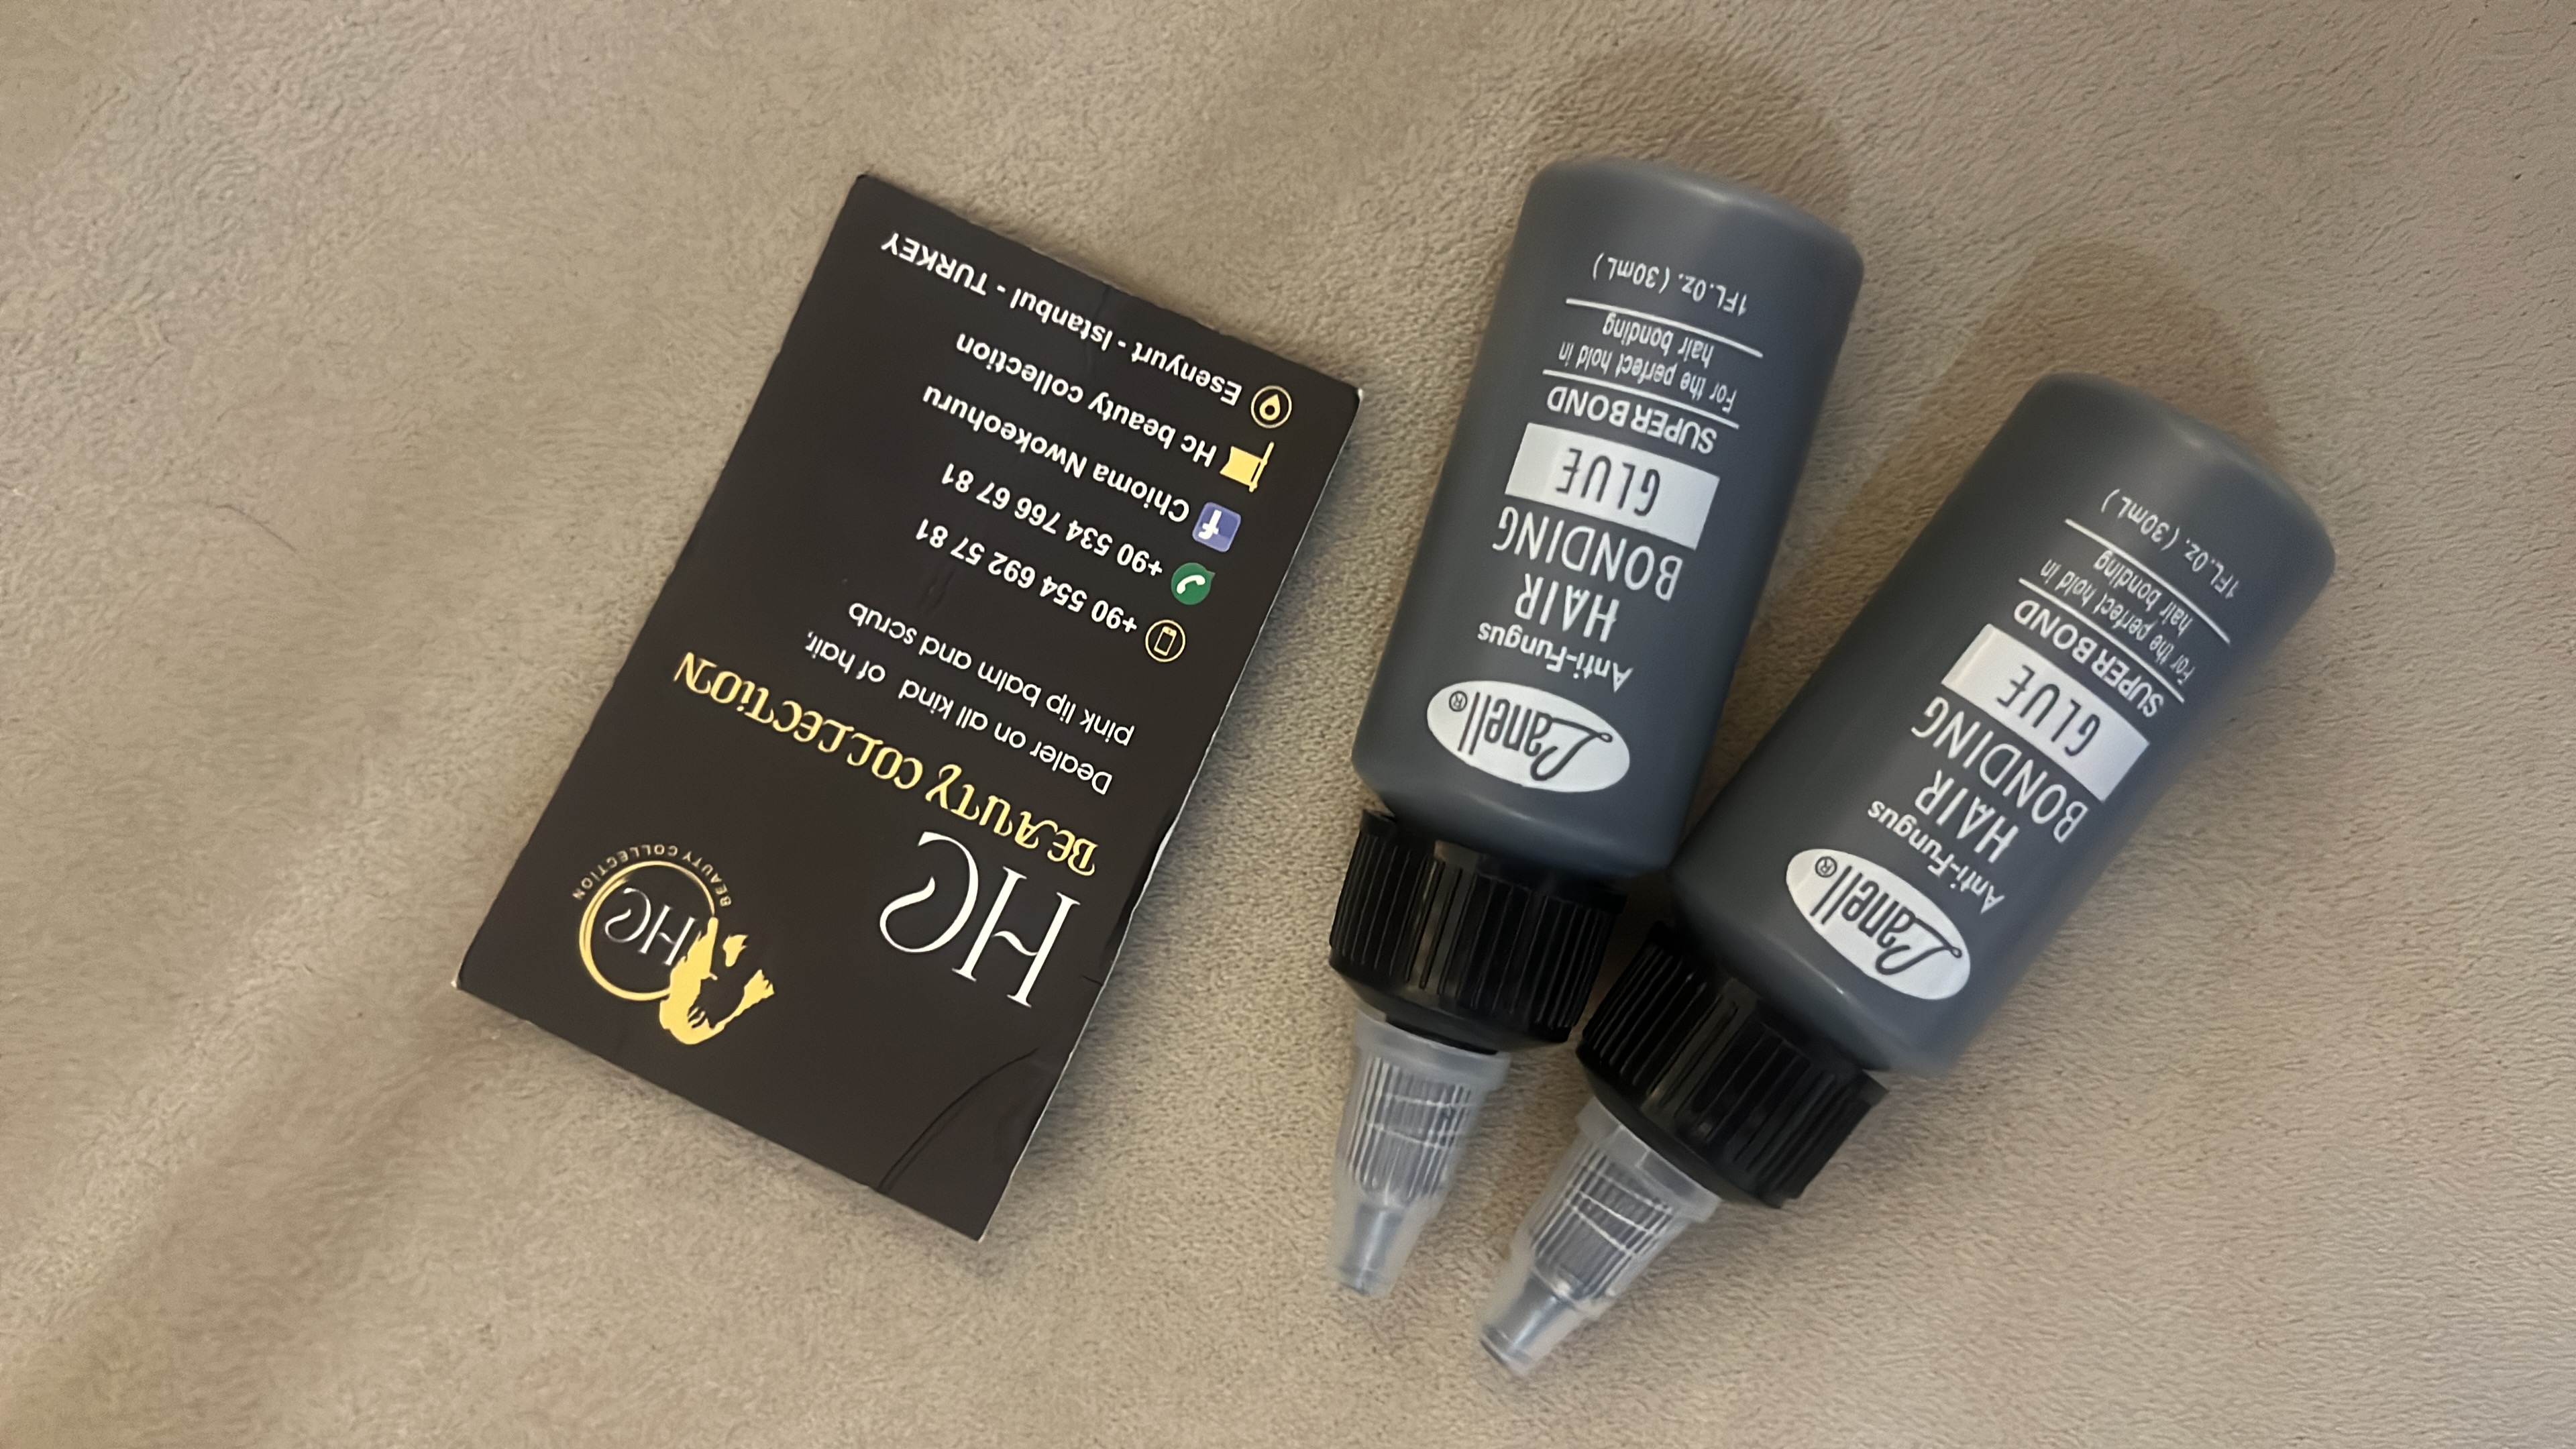 HC
BEAUTY COLLECTION
HC
BEAUTY COLLECTION
Dealer on all kind of hair,
pink lip balm and scrub
+90 554 692 57 81
+90 534 766 67 81
Chioma Nwokeohuru
Hc beauty collection
Esenyurt - Istanbul - TURKEY
Lanell®
Anti-Fungus
HAIR
BONDING
GLUE
SUPER BOND
For the perfect hold in
hair bonding
1FL.Oz. (30mL)
Lanell®
Anti-Fungus
HAIR
BONDING
GLUE
SUPER BOND
For the perfect hold in
hair bonding
1FL.Oz. (30mL)